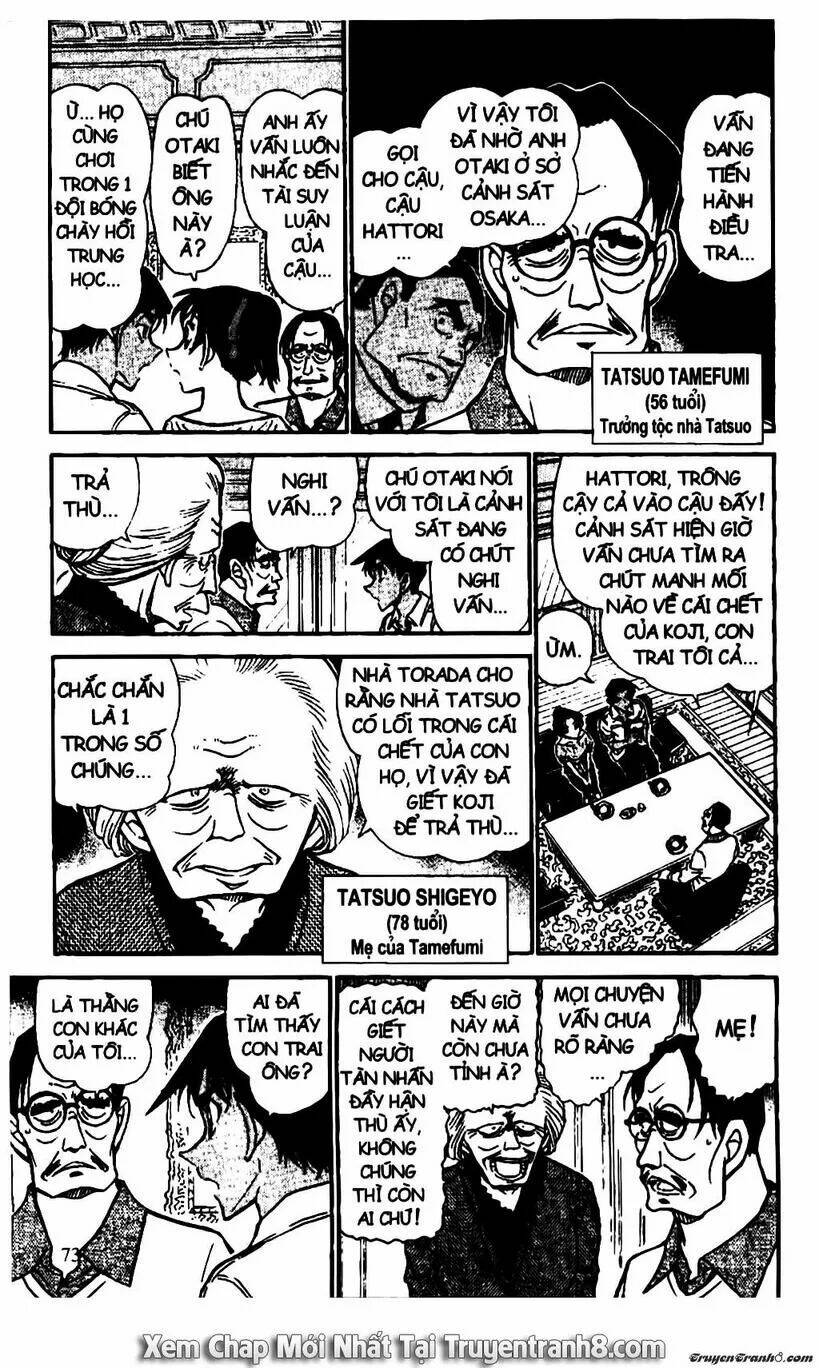 VẪN
ĐANG
TIẾN
HÀNH
ĐIỀU
TRA...
VÌ VẬY TÔI
ĐÃ NHỜ ANH
OTAKI Ở SỞ
CẢNH SÁT
OSAKA...
GỌI
CHO CẬU,
CẬU
HATTORI
...
TATSUO TAMEFUMI
(56 tuổi)
Trưởng tộc nhà Tatsuo
ANH ẤY
VẪN LUÔN
NHẮC ĐẾN
TÀI SUY
LUẬN
CỦA
CẬU...
CHÚ
OTAKI
BIẾT
ÔNG
NÀY
À?
Ừ... HỌ
CÙNG
CHƠI
TRONG 1
ĐỘI BÓNG
CHÀY HỒI
TRUNG
HỌC...
HATTORI, TRÔNG
CẬY CẢ VÀO CẬU ĐẤY!
CẢNH SÁT HIỆN GIỜ
VẪN CHƯA TÌM RA
CHÚT MANH MỐI
NÀO VỀ CÁI CHẾT
CỦA KOJI, CON
TRAI TÔI CẢ...
ỪM.
CHÚ OTAKI NÓI
VỚI TÔI LÀ CẢNH
SÁT ĐANG
CÓ CHÚT
NGHI
VẤN...
NGHI
VẤN...?
TRẢ
THÙ...
NHÀ TORADA CHO
RẰNG NHÀ TATSUO
CÓ LỖI TRONG CÁI
CHẾT CỦA CON
HỌ, VÌ VẬY ĐÃ
GIẾT KOJI
ĐỂ TRẢ THÙ...
CHẮC CHẮN
LÀ 1
TRONG SỐ
CHÚNG...
TATSUO SHIGEYO
(78 tuổi)
Mẹ của Tamefumi
MẸ!
MỌI CHUYỆN
VẪN CHƯA
RÕ RÀNG
...
ĐẾN GIỜ
NÀY MÀ
CÒN CHƯA
TỈNH À?
CÁI CÁCH
GIẾT
NGƯỜI
TÀN NHẪN
ĐẦY HẬN
THÙ ẤY,
KHÔNG
CHÚNG
THÌ CÒN
AI CHỨ!
AI ĐÃ
TÌM THẤY
CON TRAI
ÔNG?
LÀ THẰNG
CON KHÁC
CỦA TÔI...
73
Xem Chap Mới Nhất Tại Truyentranh8.com
TruyenTranh8.com